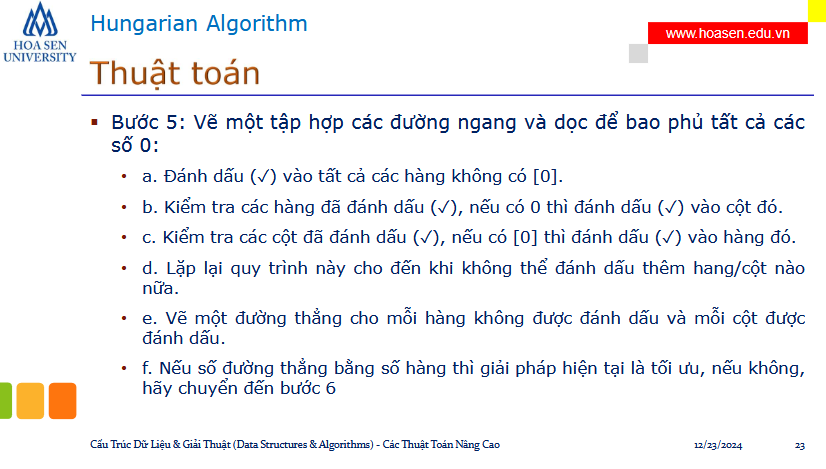 HOA SEN
UNIVERSITY
Hungarian Algorithm
www.hoasen.edu.vn
Thuật toán
▪ Bước 5: Vẽ một tập hợp các đường ngang và dọc để bao phủ tất cả các
số 0:
• a. Đánh dấu (✓) vào tất cả các hàng không có [0].
• b. Kiểm tra các hàng đã đánh dấu (✓), nếu có 0 thì đánh dấu (✓) vào cột đó.
• c. Kiểm tra các cột đã đánh dấu (✓), nếu có [0] thì đánh dấu (✓) vào hàng đó.
• d. Lặp lại quy trình này cho đến khi không thể đánh dấu thêm hang/cột nào
nữa.
• e. Vẽ một đường thẳng cho mỗi hàng không được đánh dấu và mỗi cột được
đánh dấu.
• f. Nếu số đường thẳng bằng số hàng thì giải pháp hiện tại là tối ưu, nếu không,
hãy chuyển đến bước 6
Cấu Trúc Dữ Liệu & Giải Thuật (Data Structures & Algorithms) - Các Thuật Toán Nâng Cao
12/23/2024
23